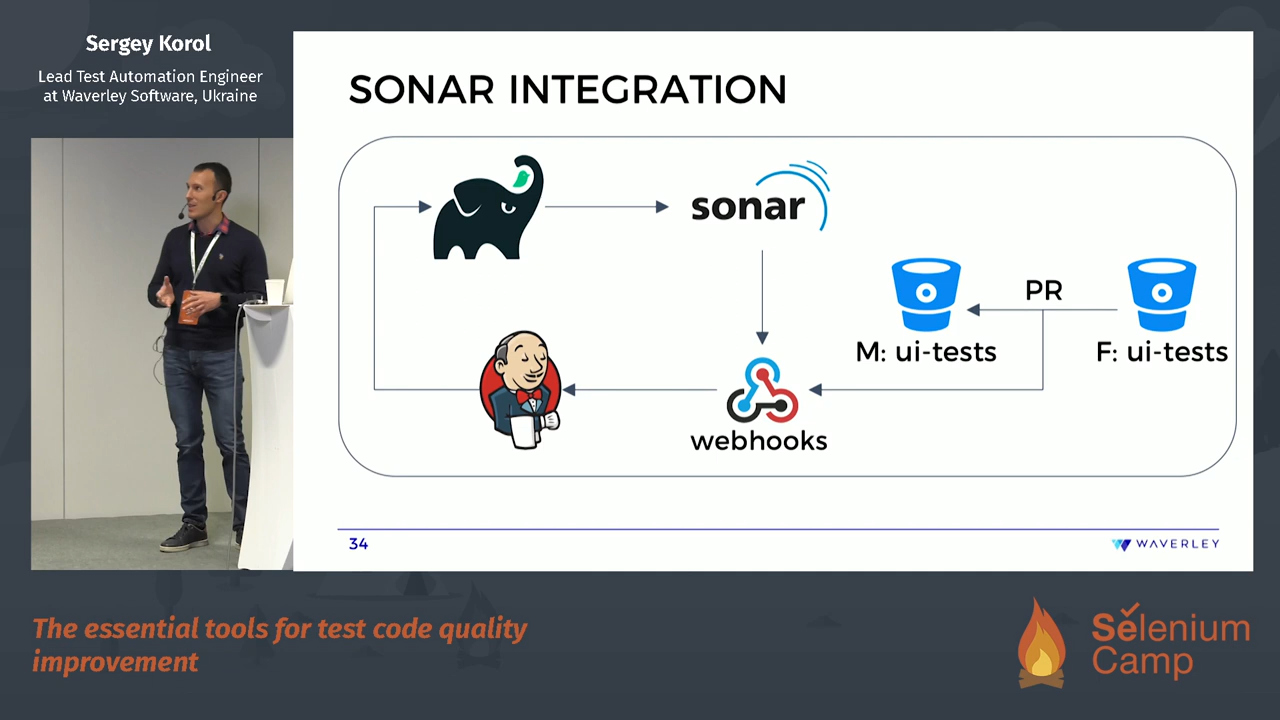 Sergey Korol
Lead Test Automation Engineer
at Waverley Software, Ukraine
SONAR INTEGRATION
sonar
PR
M: ui-tests
F: ui-tests
webhooks
34
WAVERLEY
The essential tools for test code quality
improvement
Selenium
Camp